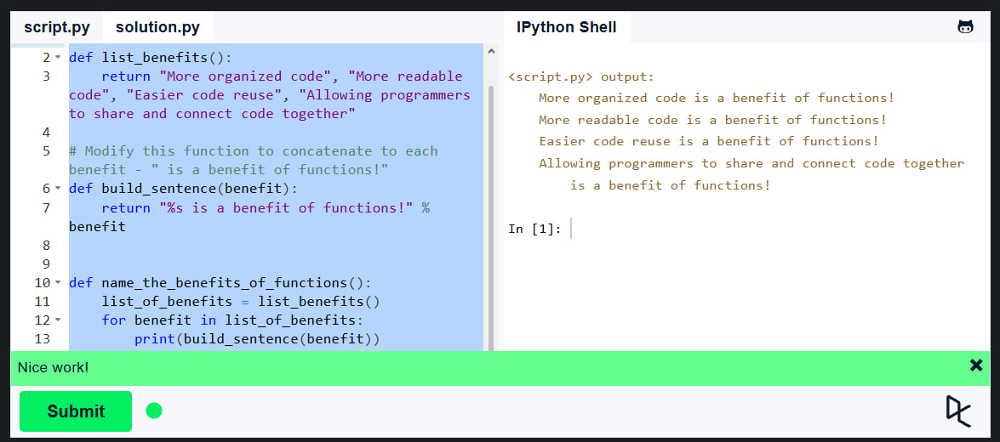 script.py solution.py
2 def list_benefits():
3 return "More organized code", "More readable
code", "Easier code reuse", "Allowing programmers
to share and connect code together"
4
5 # Modify this function to concatenate to each
benefit - " is a benefit of functions!"
6 def build_sentence(benefit):
7 return "%s is a benefit of functions!" %
benefit
8
9
10 def name_the_benefits_of_functions():
11 list_of_benefits = list_benefits()
12 for benefit in list_of_benefits:
13 print(build_sentence(benefit))
IPython Shell
<script.py> output:
More organized code is a benefit of functions!
More readable code is a benefit of functions!
Easier code reuse is a benefit of functions!
Allowing programmers to share and connect code together
is a benefit of functions!
In [1]:
Nice work!
Submit